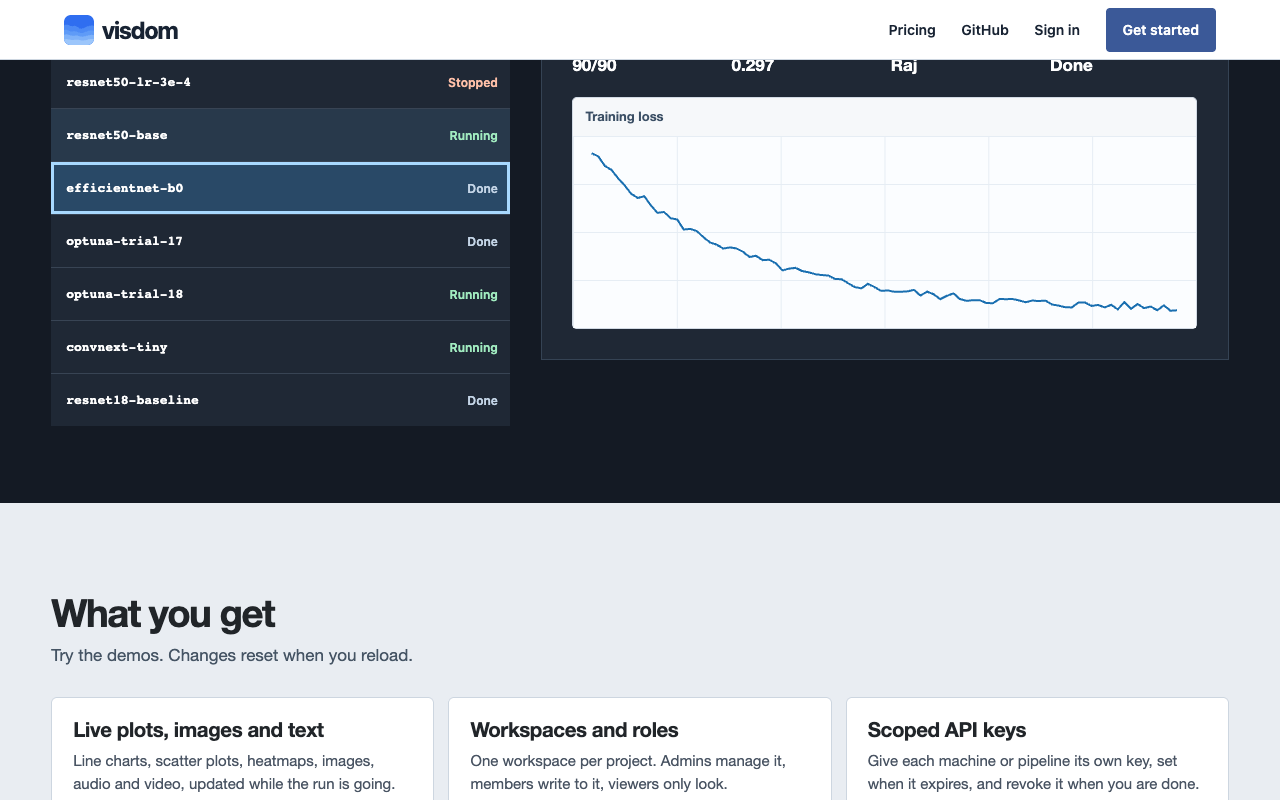 visdom
Pricing
GitHub
Sign in
Get started
resnet50-lr-3e-4 Stopped
resnet50-base Running
efficientnet-b0 Done
optuna-trial-17 Done
optuna-trial-18 Running
convnext-tiny Running
resnet18-baseline Done
90/90 0.297 Raj Done
Training loss
What you get
Try the demos. Changes reset when you reload.
Live plots, images and text
Line charts, scatter plots, heatmaps, images,
audio and video, updated while the run is going.
Workspaces and roles
One workspace per project. Admins manage it,
members write to it, viewers only look.
Scoped API keys
Give each machine or pipeline its own key, set
when it expires, and revoke it when you are done.